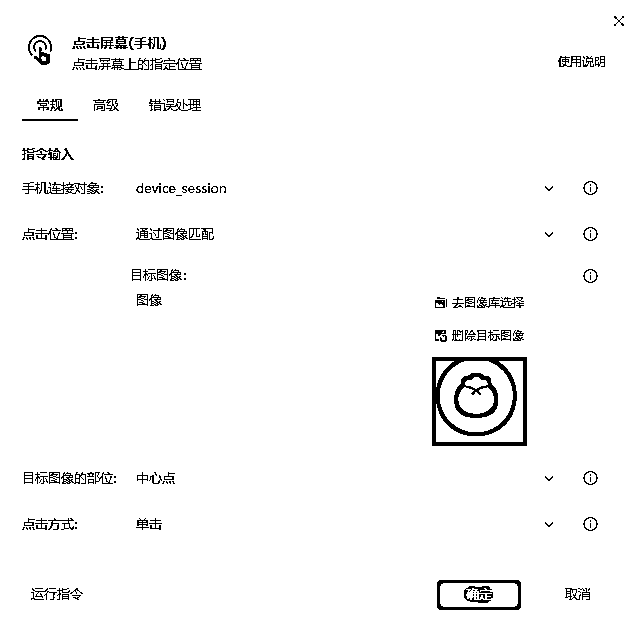 点击屏幕(手机)
点击屏幕上的指定位置
使用说明
常规 高级 错误处理
指令输入
手机连接对象: device_session
点击位置: 通过图像匹配
目标图像:
图像
去图像库选择
删除目标图像
目标图像的部位: 中心点
点击方式: 单击
运行指令 确定 取消